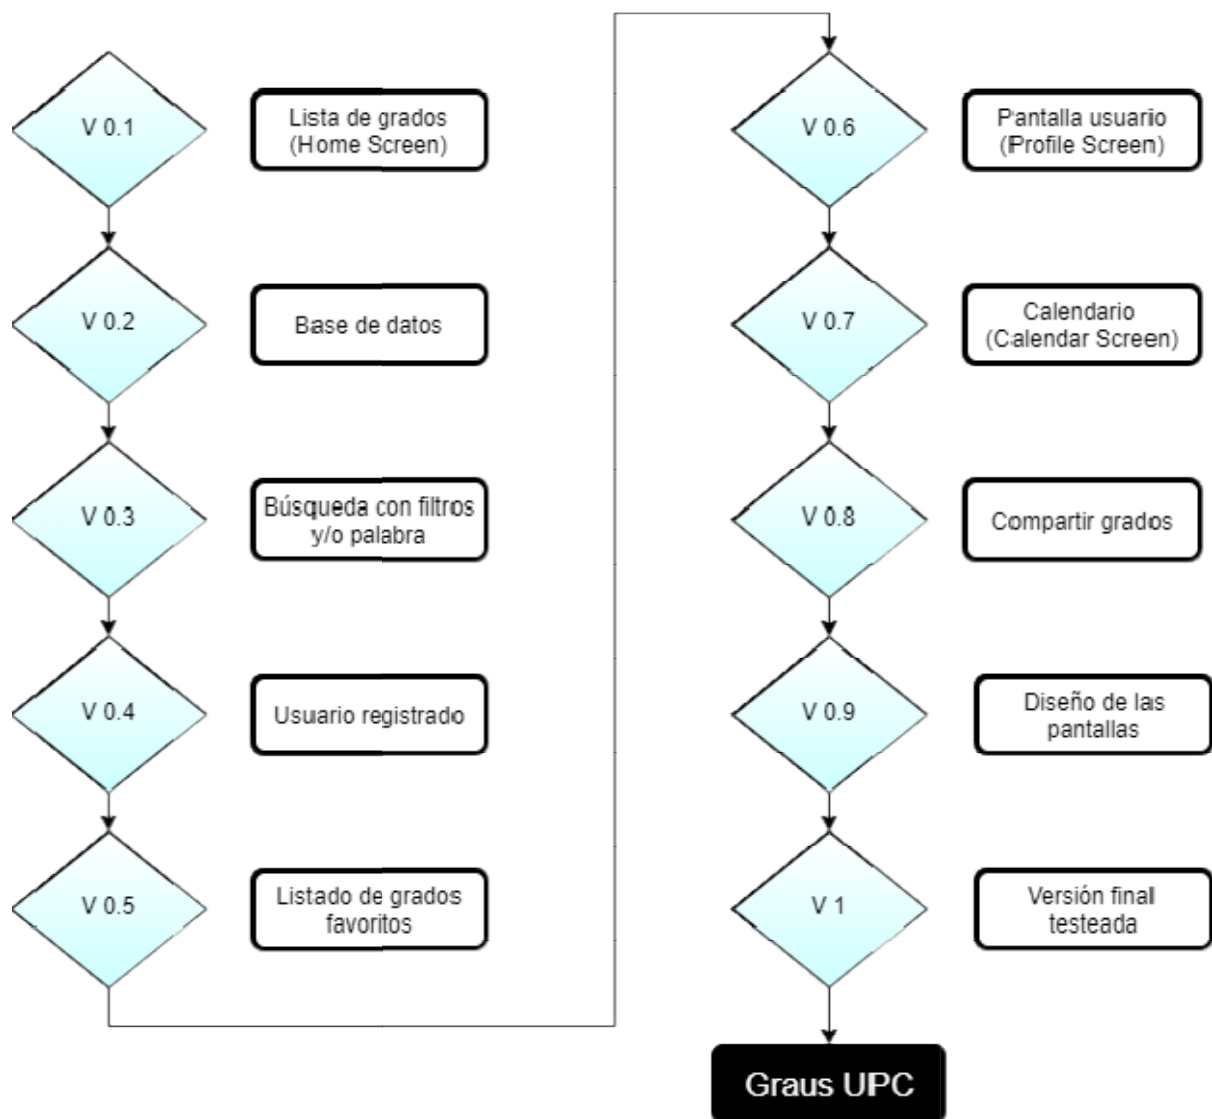 V 0.1
Lista de grados
(Home Screen)
V 0.2
Base de datos
V 0.3
Búsqueda con filtros
y/o palabra
V 0.4
Usuario registrado
V 0.5
Listado de grados
favoritos
V 0.6
Pantalla usuario
(Profile Screen)
V 0.7
Calendario
(Calendar Screen)
V 0.8
Compartir grados
V 0.9
Diseño de las
pantallas
V 1
Versión final
testeada
Graus UPC